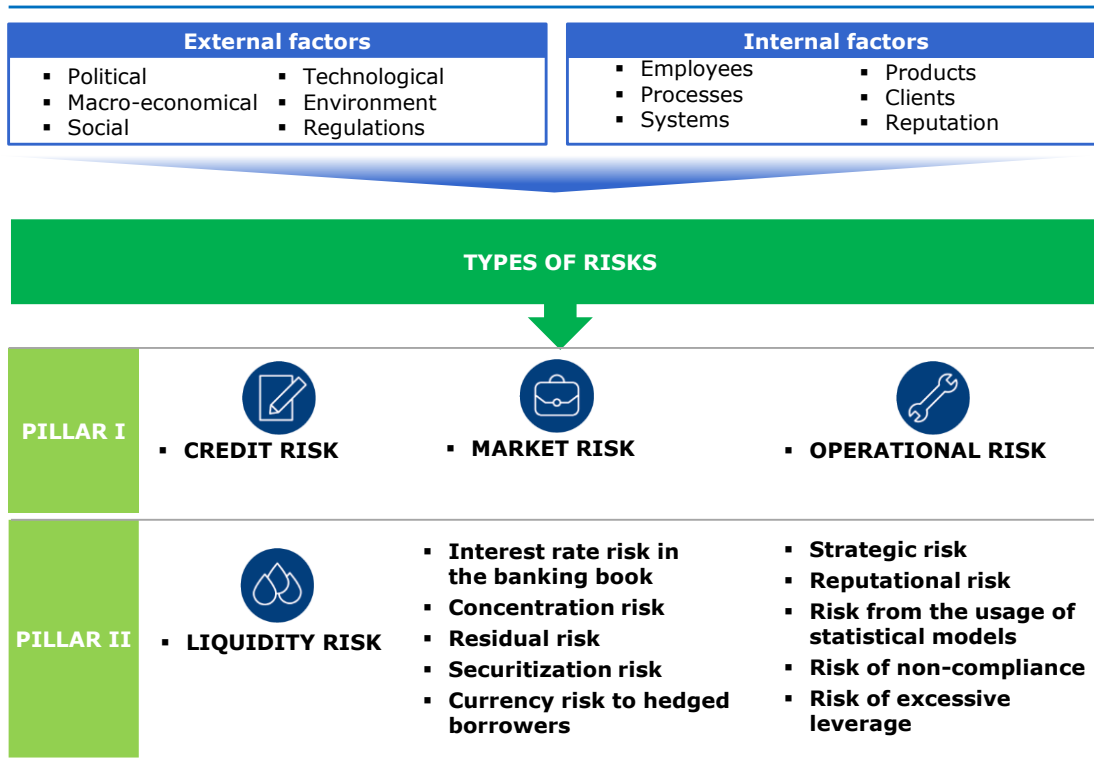 External factors
▪ Political
▪ Macro-economical
▪ Social
▪ Technological
▪ Environment
▪ Regulations
Internal factors
▪ Employees
▪ Processes
▪ Systems
▪ Products
▪ Clients
▪ Reputation
TYPES OF RISKS
PILLAR I
▪ CREDIT RISK
▪ MARKET RISK
▪ OPERATIONAL RISK
PILLAR II
▪ LIQUIDITY RISK
▪ Interest rate risk in
the banking book
▪ Concentration risk
▪ Residual risk
▪ Securitization risk
▪ Currency risk to hedged
borrowers
▪ Strategic risk
▪ Reputational risk
▪ Risk from the usage of
statistical models
▪ Risk of non-compliance
▪ Risk of excessive
leverage